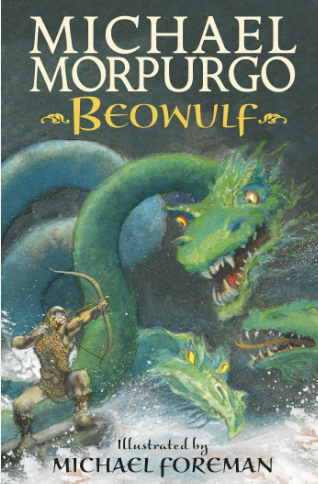 MICHAEL
MORPURGO
BEOWULF
Illustrated by
MICHAEL FOREMAN